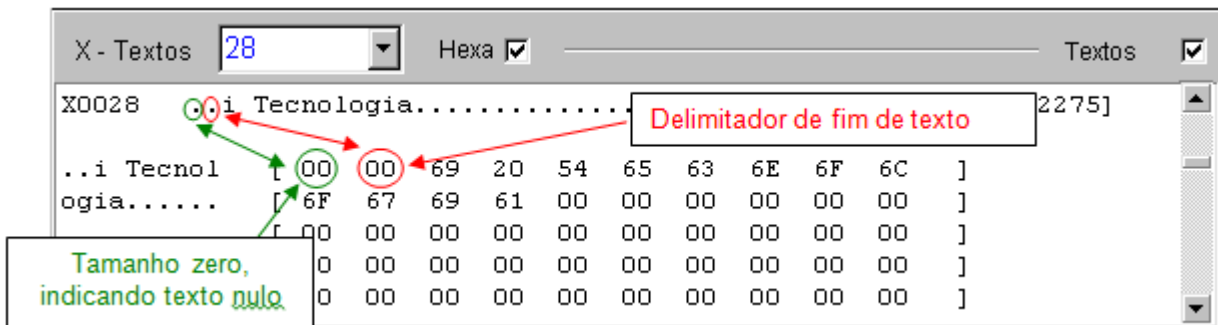 X - Textos 28 Hexa Textos
X0028 ..i Tecnologia.............. 2275]
Delimitador de fim de texto
..i Tecnol [ 00 00 69 20 54 65 63 6E 6F 6C ]
ogia...... [ 6F 67 69 61 00 00 00 00 00 00 ]
[ 00 00 00 00 00 00 00 00 00 00 ]
Tamanho zero,
indicando texto nulo
0 00 00 00 00 00 00 00 00 00 ]
0 00 00 00 00 00 00 00 00 00 ]